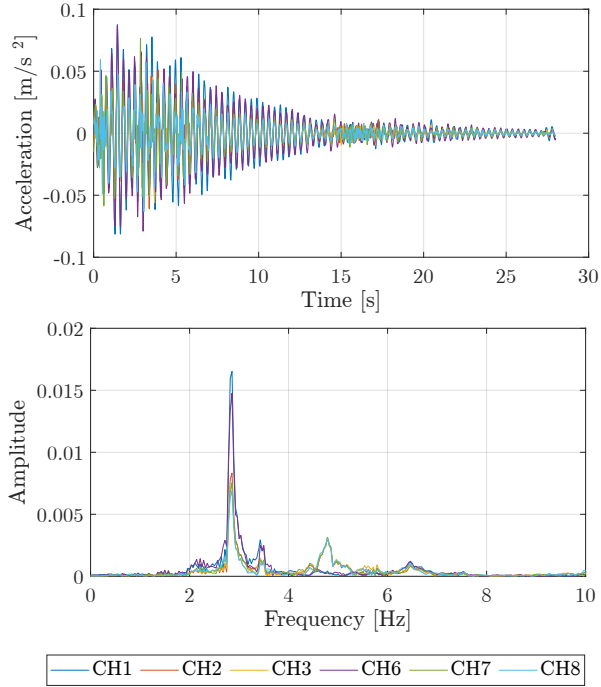 0.1
0.05
0
-0.05
-0.1
Acceleration [m/s ²]
0 5 10 15 20 25 30
Time [s]
0.02
0.015
0.01
0.005
0
Amplitude
0 2 4 6 8 10
Frequency [Hz]
CH1 CH2 CH3 CH6 CH7 CH8